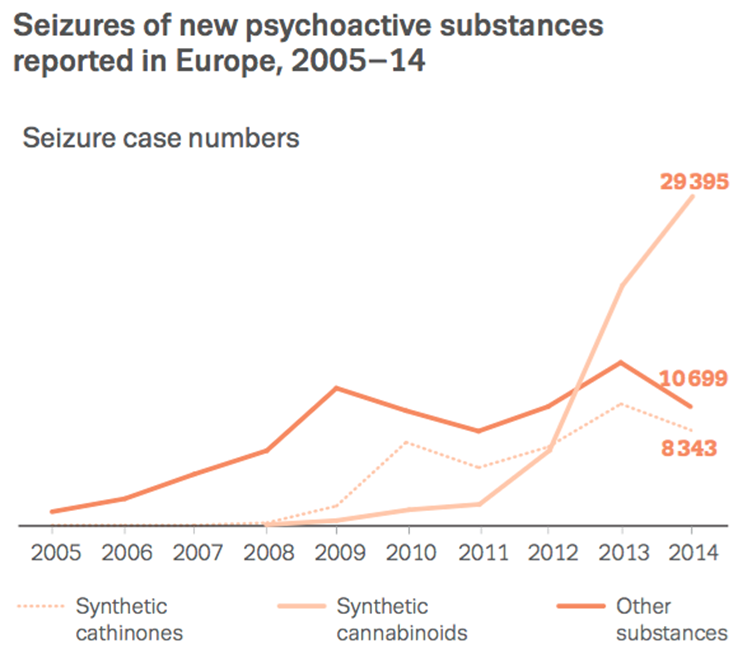 Seizures of new psychoactive substances
reported in Europe, 2005–14
Seizure case numbers
29 395
10 699
8 343
2005 2006 2007 2008 2009 2010 2011 2012 2013 2014
Synthetic cathinones
Synthetic cannabinoids
Other substances